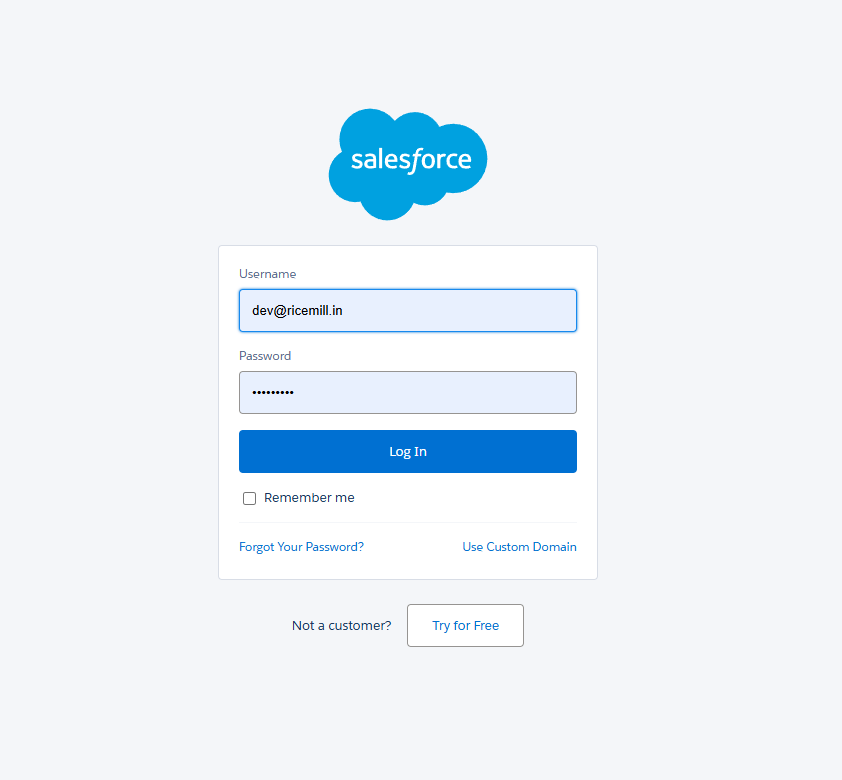 salesforce
Username
dev@ricemill.in
Password
•••••••••
Log In
Remember me
Forgot Your Password? Use Custom Domain
Not a customer? Try for Free